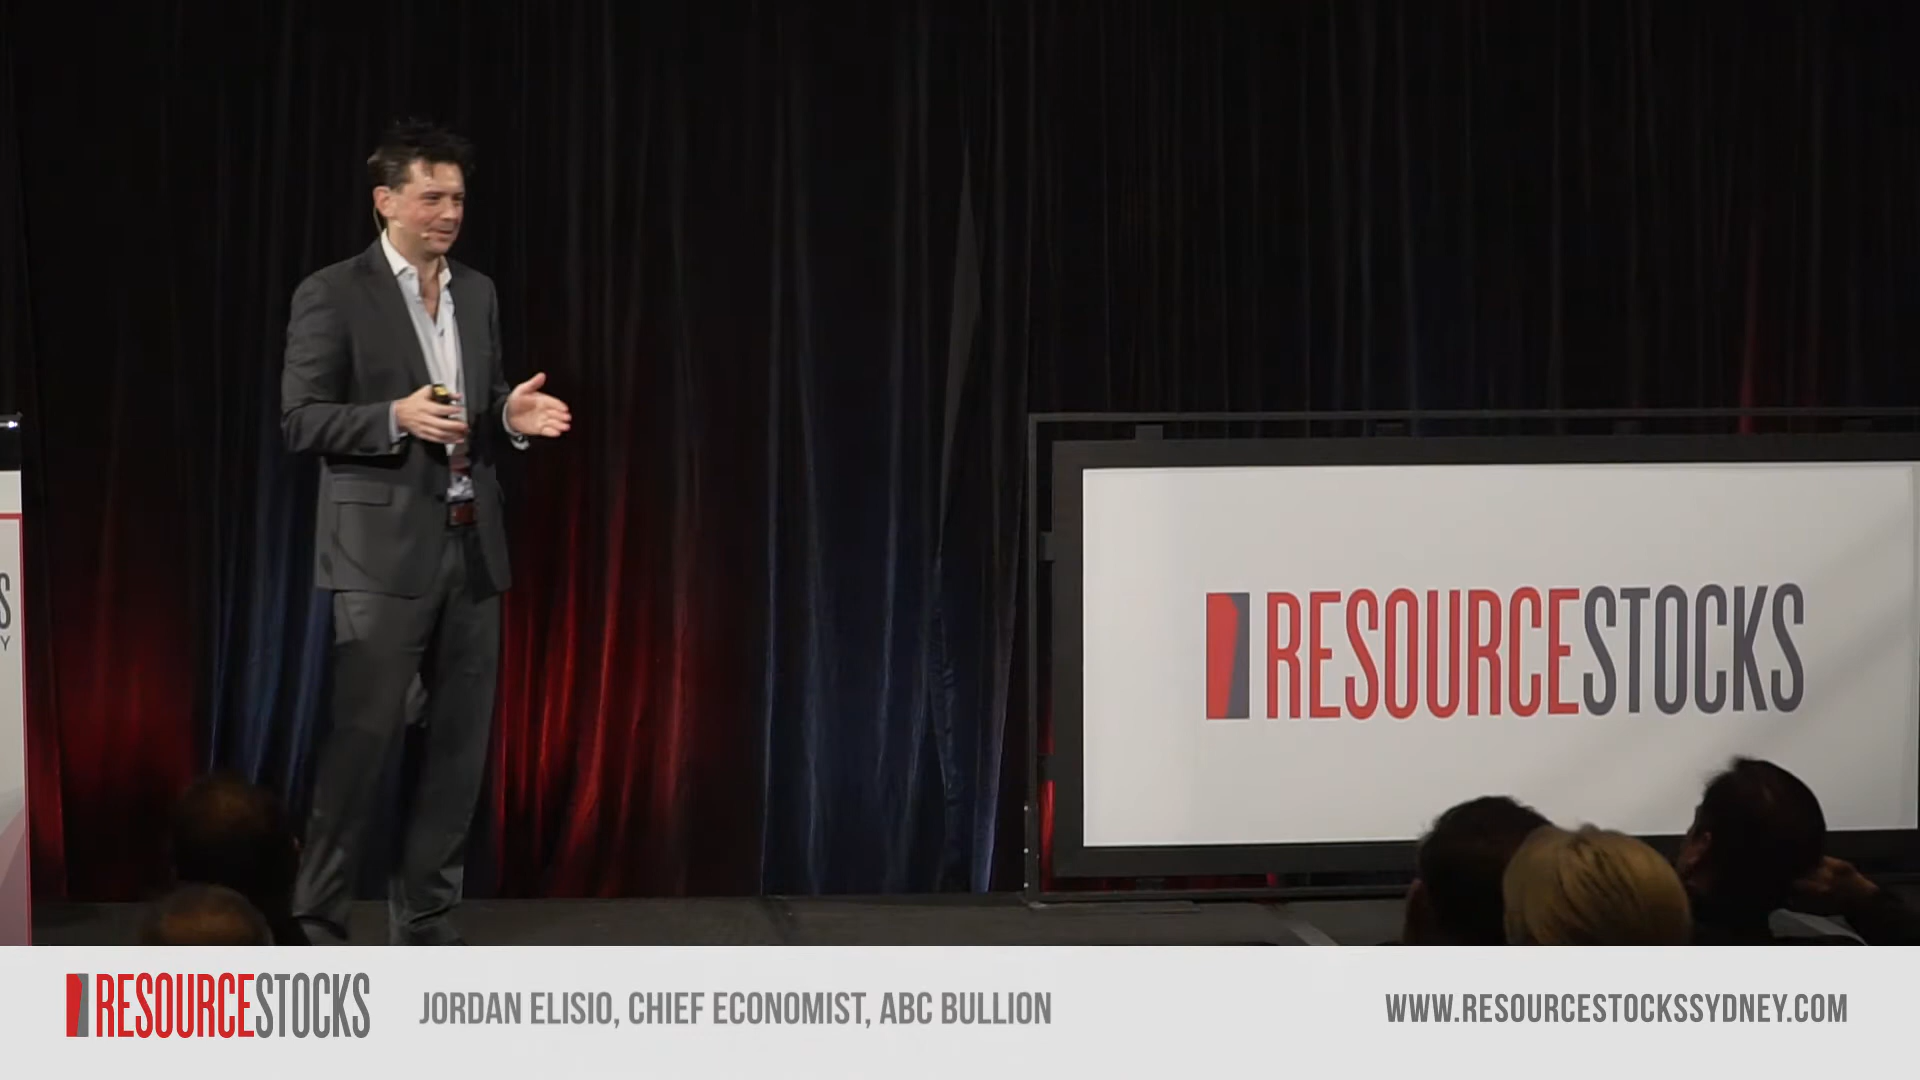 S
Y
RESOURCESTOCKS
RESOURCESTOCKS
JORDAN ELISIO, CHIEF ECONOMIST, ABC BULLION
WWW.RESOURCESTOCKSSYDNEY.COM